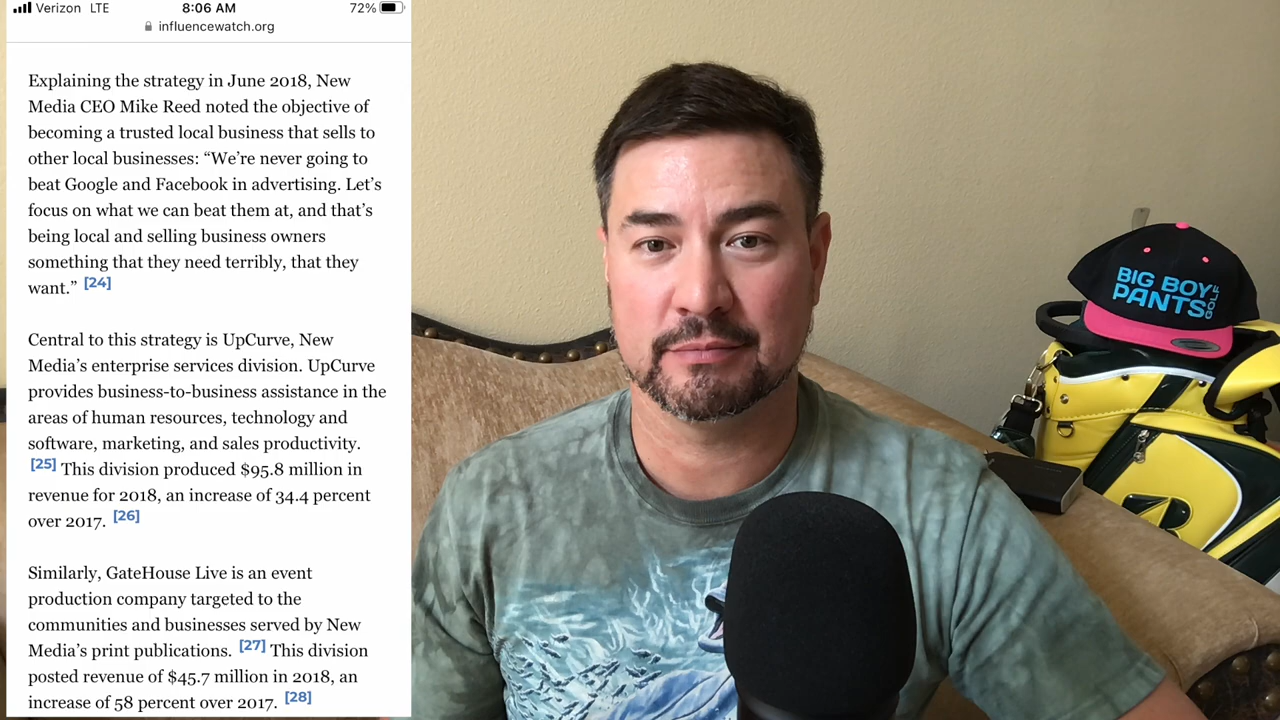 Verizon LTE 8:06 AM 72%
influencewatch.org
Explaining the strategy in June 2018, New
Media CEO Mike Reed noted the objective of
becoming a trusted local business that sells to
other local businesses: “We’re never going to
beat Google and Facebook in advertising. Let’s
focus on what we can beat them at, and that’s
being local and selling business owners
something that they need terribly, that they
want.” [24]
Central to this strategy is UpCurve, New
Media’s enterprise services division. UpCurve
provides business-to-business assistance in the
areas of human resources, technology and
software, marketing, and sales productivity.
[25] This division produced $95.8 million in
revenue for 2018, an increase of 34.4 percent
over 2017. [26]
Similarly, GateHouse Live is an event
production company targeted to the
communities and businesses served by New
Media’s print publications. [27] This division
posted revenue of $45.7 million in 2018, an
increase of 58 percent over 2017. [28]
BIG BOY
PANTS
GOLF